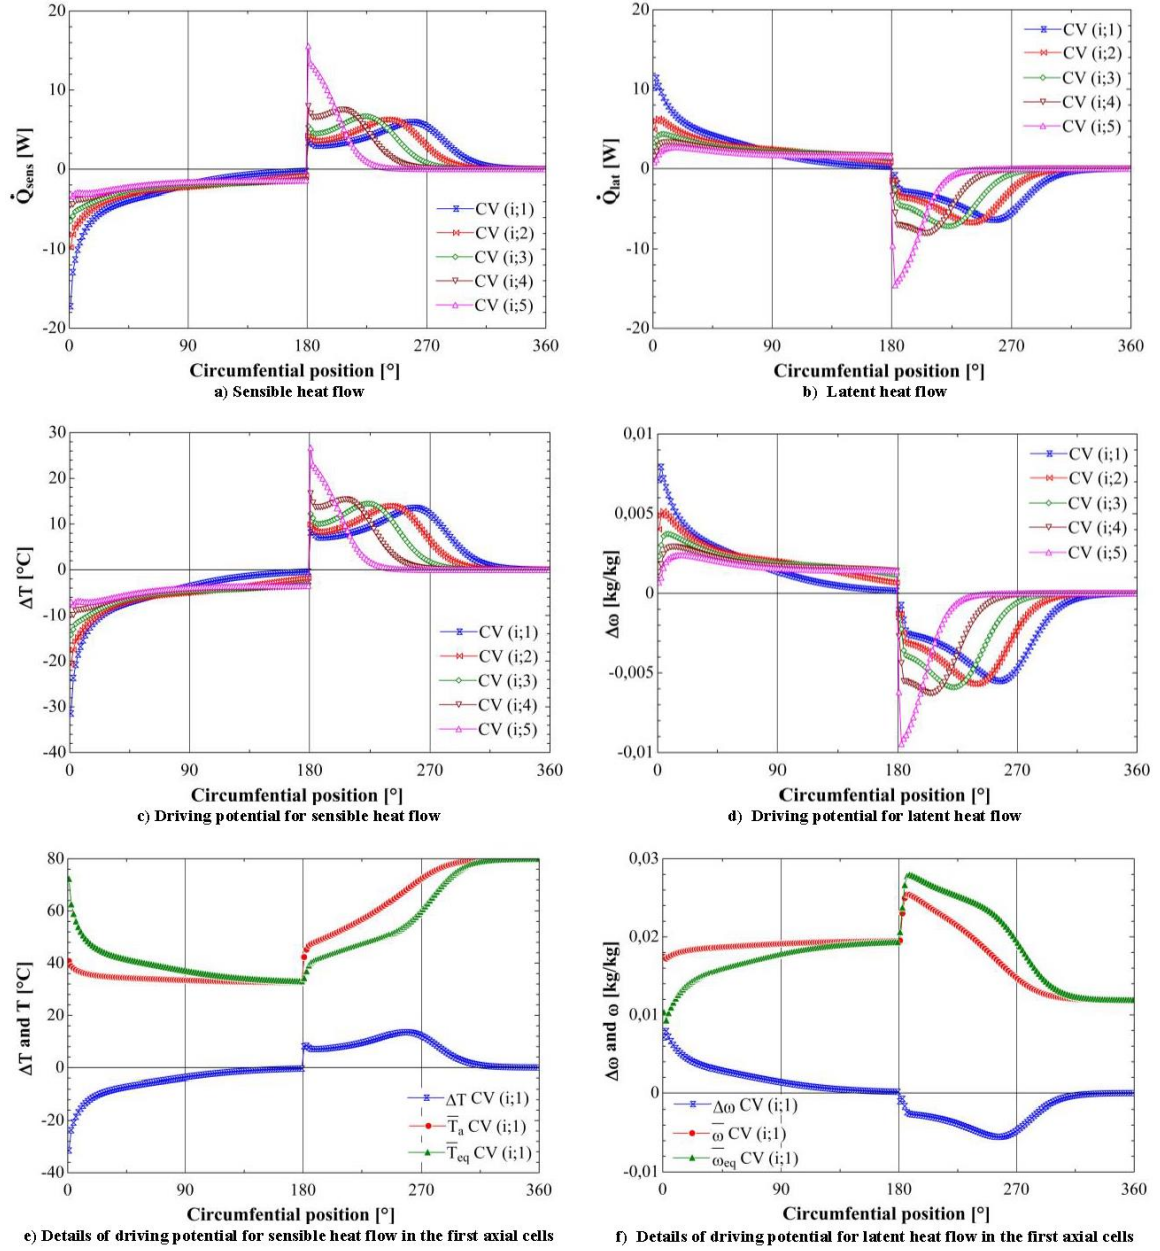 20
10
0
-10
-20
Q̇sens [W]
CV (i;1)
CV (i;2)
CV (i;3)
CV (i;4)
CV (i;5)
0 90 180 270 360
Circumfential position [°]
a) Sensible heat flow
20
10
0
-10
-20
Q̇lat [W]
CV (i;1)
CV (i;2)
CV (i;3)
CV (i;4)
CV (i;5)
0 90 180 270 360
Circumfential position [°]
b) Latent heat flow
30
20
10
0
-10
-20
-30
-40
ΔT [°C]
CV (i;1)
CV (i;2)
CV (i;3)
CV (i;4)
CV (i;5)
0 90 180 270 360
Circumfential position [°]
c) Driving potential for sensible heat flow
0,01
0,005
0
-0,005
-0,01
Δω [kg/kg]
CV (i;1)
CV (i;2)
CV (i;3)
CV (i;4)
CV (i;5)
0 90 180 270 360
Circumfential position [°]
d) Driving potential for latent heat flow
80
60
40
20
0
-20
-40
ΔT and T [°C]
ΔT CV (i;1)
T̅a CV (i;1)
T̅eq CV (i;1)
0 90 180 270 360
Circumfential position [°]
e) Details of driving potential for sensible heat flow in the first axial cells
0,03
0,02
0,01
0
-0,01
Δω and ω [kg/kg]
Δω CV (i;1)
ω̅ CV (i;1)
ω̅eq CV (i;1)
0 90 180 270 360
Circumfential position [°]
f) Details of driving potential for latent heat flow in the first axial cells